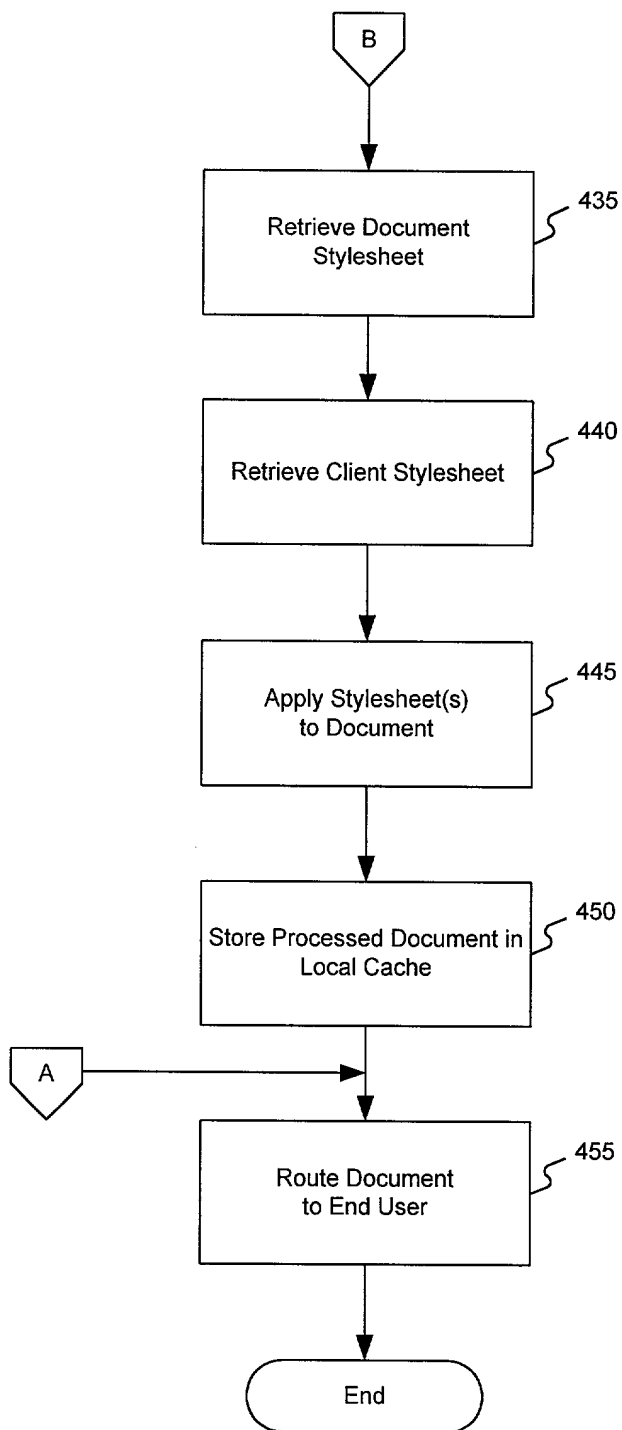 B
Retrieve Document
Stylesheet
435
Retrieve Client Stylesheet
440
Apply Stylesheet(s)
to Document
445
Store Processed Document in
Local Cache
450
A
Route Document
to End User
455
End